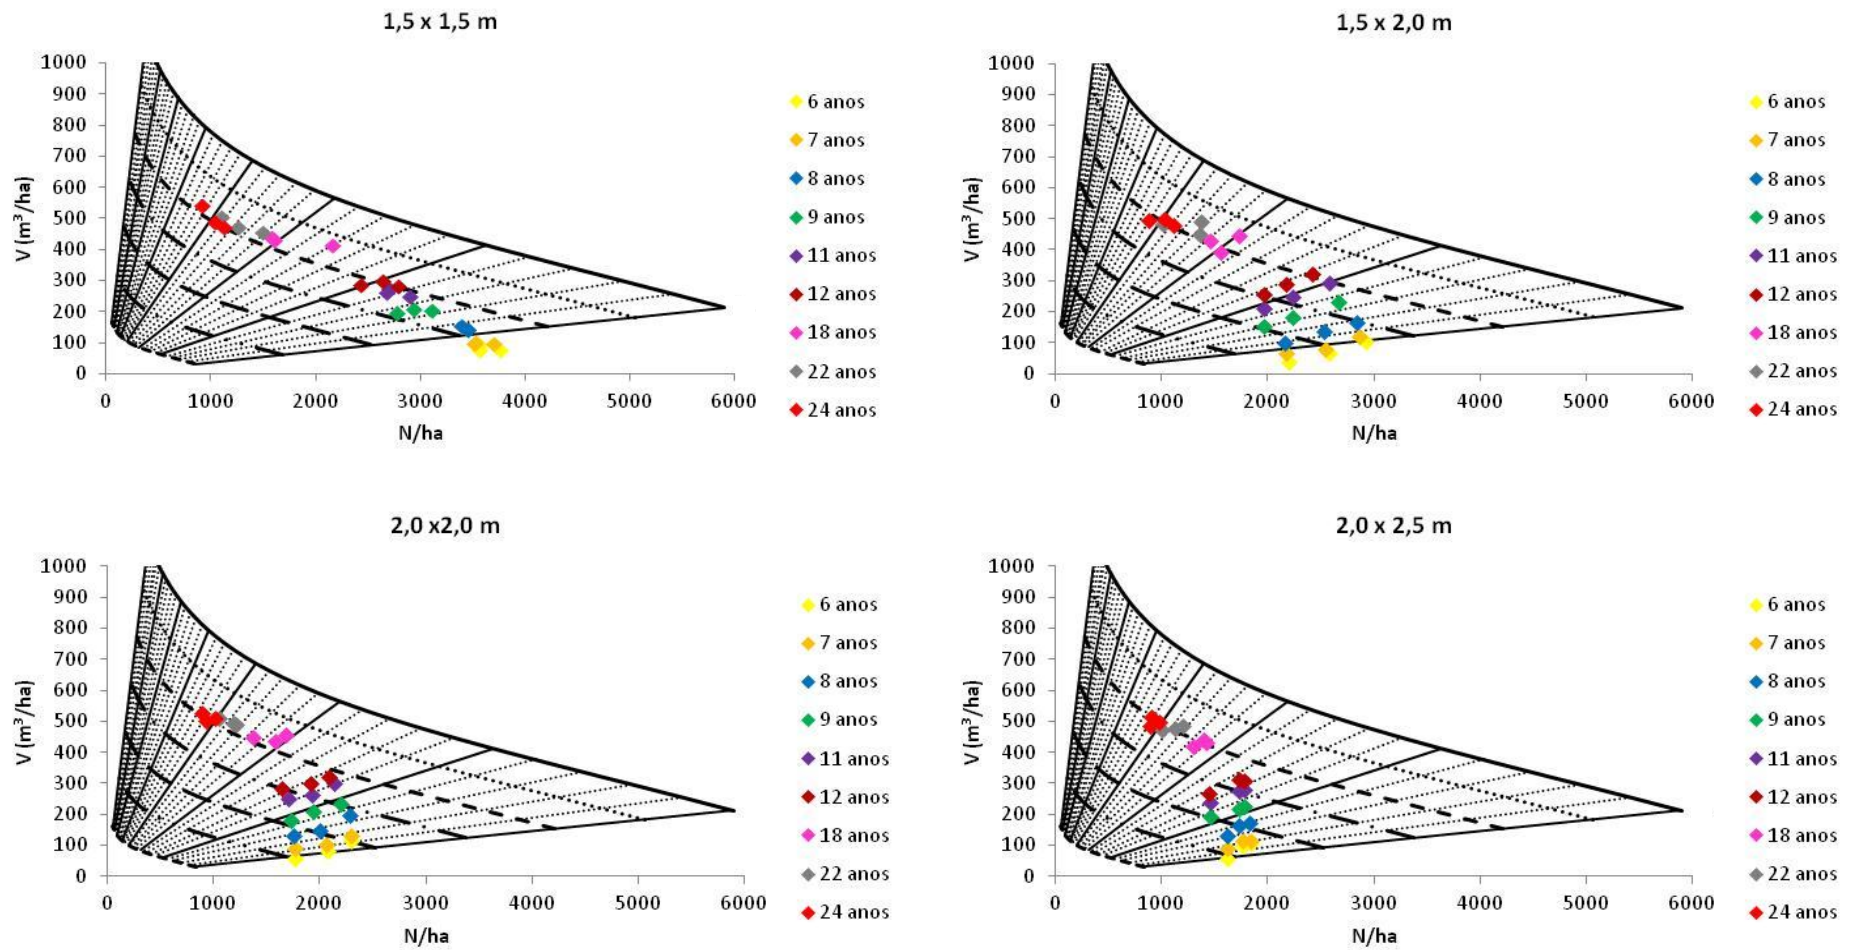 1,5 x 1,5 m
1000
900
800
700
600
500
400
300
200
100
0
V (m³/ha)
0 1000 2000 3000 4000 5000 6000
N/ha
6 anos
7 anos
8 anos
9 anos
11 anos
12 anos
18 anos
22 anos
24 anos
1,5 x 2,0 m
1000
900
800
700
600
500
400
300
200
100
0
V (m³/ha)
0 1000 2000 3000 4000 5000 6000
N/ha
6 anos
7 anos
8 anos
9 anos
11 anos
12 anos
18 anos
22 anos
24 anos
2,0 x2,0 m
1000
900
800
700
600
500
400
300
200
100
0
V (m³/ha)
0 1000 2000 3000 4000 5000 6000
N/ha
6 anos
7 anos
8 anos
9 anos
11 anos
12 anos
18 anos
22 anos
24 anos
2,0 x 2,5 m
1000
900
800
700
600
500
400
300
200
100
0
V (m³/ha)
0 1000 2000 3000 4000 5000 6000
N/ha
6 anos
7 anos
8 anos
9 anos
11 anos
12 anos
18 anos
22 anos
24 anos